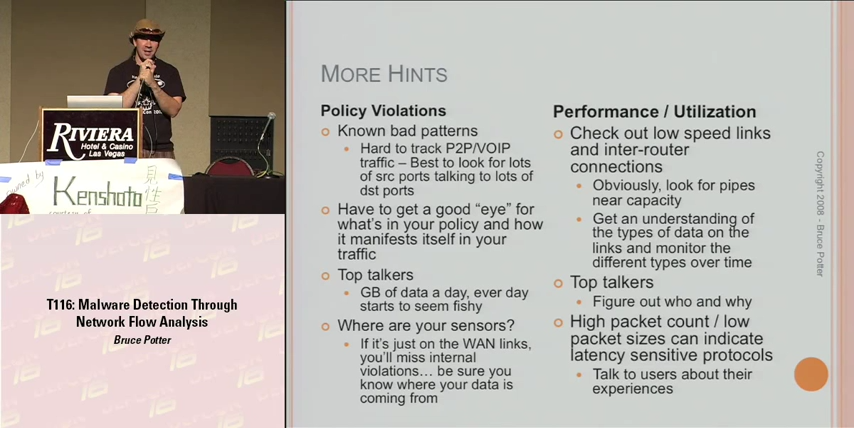 RIVIERA
Hotel & Casino
Las Vegas
owned by
Kenshoto
T116: Malware Detection Through
Network Flow Analysis
Bruce Potter
MORE HINTS
Policy Violations
Known bad patterns
Hard to track P2P/VOIP
traffic – Best to look for lots
of src ports talking to lots of
dst ports
Have to get a good “eye” for
what’s in your policy and how
it manifests itself in your
traffic
Top talkers
GB of data a day, ever day
starts to seem fishy
Where are your sensors?
If it’s just on the WAN links,
you’ll miss internal
violations… be sure you
know where your data is
coming from
Performance / Utilization
Check out low speed links
and inter-router
connections
Obviously, look for pipes
near capacity
Get an understanding of
the types of data on the
links and monitor the
different types over time
Top talkers
Figure out who and why
High packet count / low
packet sizes can indicate
latency sensitive protocols
Talk to users about their
experiences
Copyright 2008 - Bruce Potter